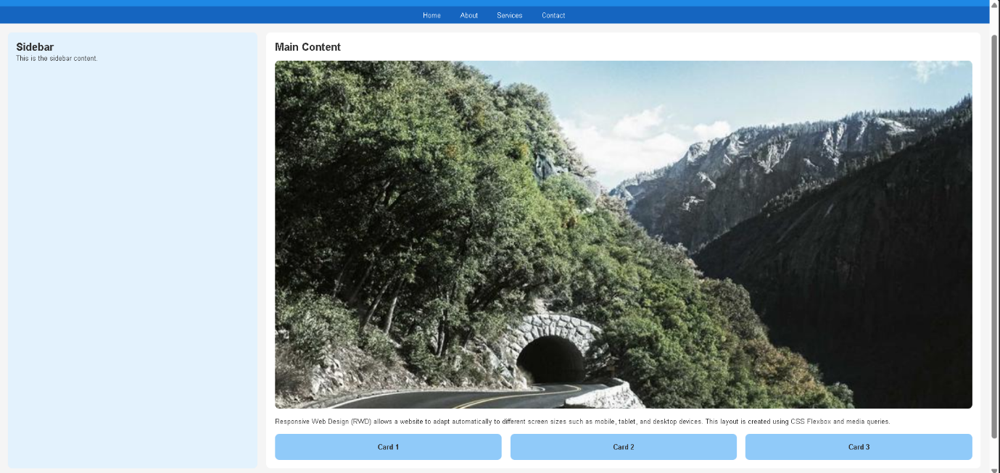 Home About Services Contact
Sidebar
This is the sidebar content.
Main Content
Responsive Web Design (RWD) allows a website to adapt automatically to different screen sizes such as mobile, tablet, and desktop devices. This layout is created using CSS Flexbox and media queries.
Card 1 Card 2 Card 3